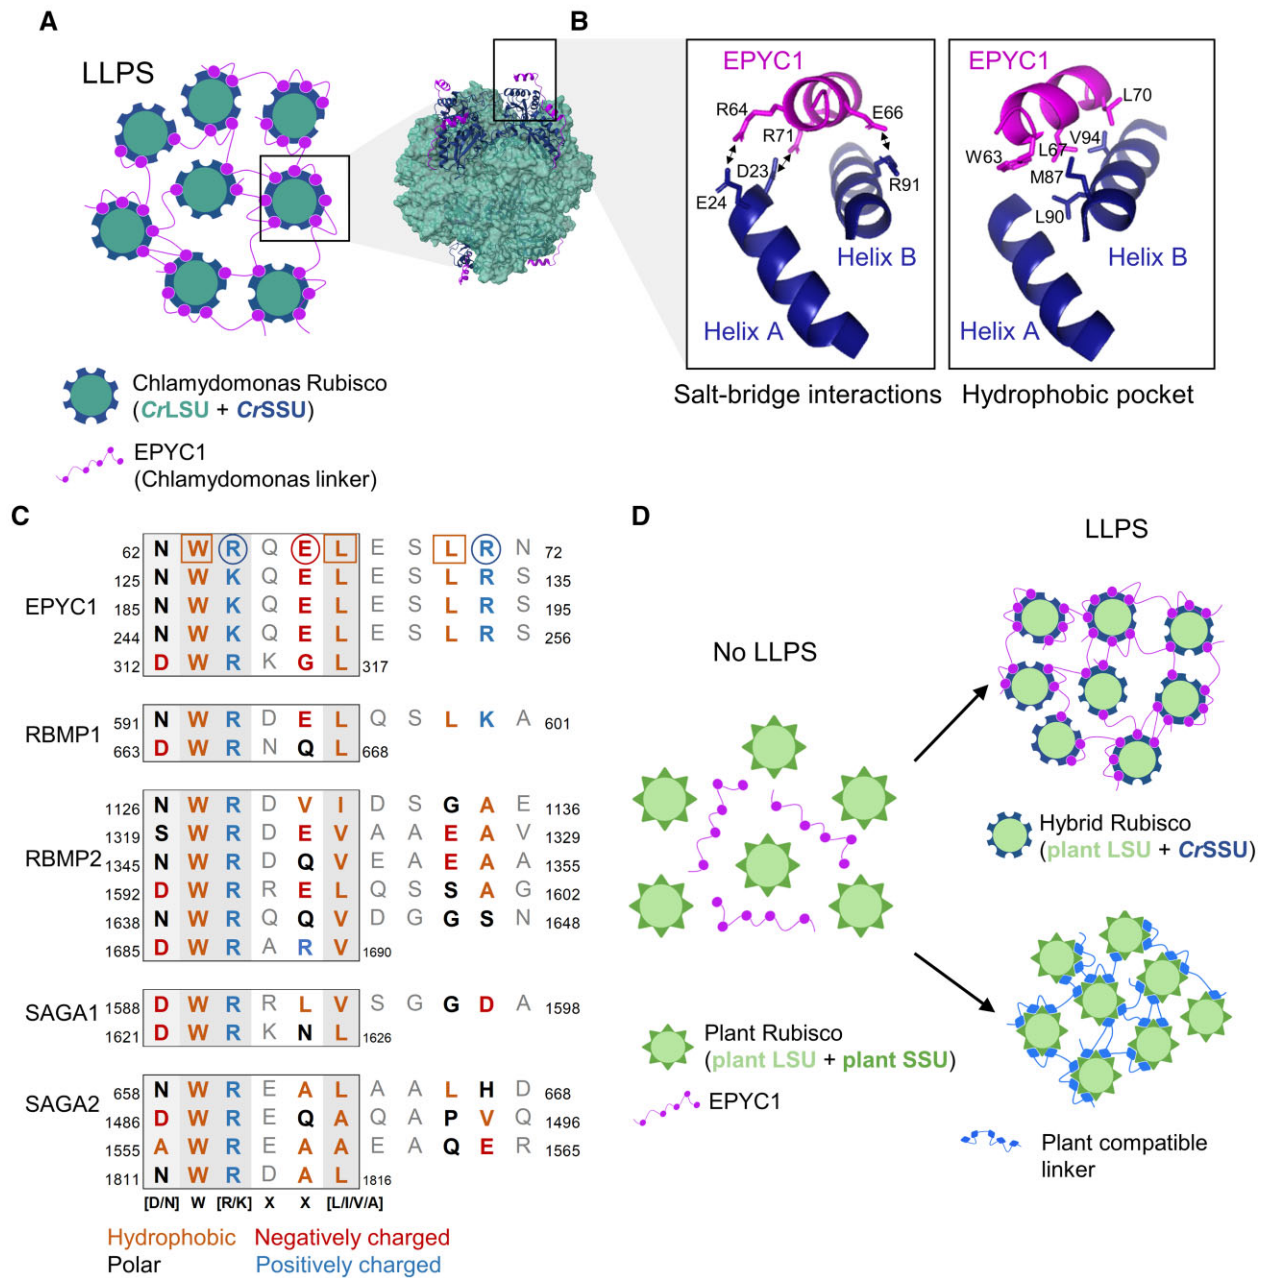 A
LLPS
Chlamydomonas Rubisco
(CrLSU + CrSSU)
EPYC1
(Chlamydomonas linker)
B
EPYC1
R64
E66
R71
D23
E24
R91
Helix B
Helix A
Salt-bridge interactions
EPYC1
L70
V94
L67
W63
M87
L90
Helix B
Helix A
Hydrophobic pocket
C
EPYC1
62 N W R Q E L E S L R N 72
125 N W K Q E L E S L R S 135
185 N W K Q E L E S L R S 195
244 N W K Q E L E S L R S 256
312 D W R K G L 317
RBMP1
591 N W R D E L Q S L K A 601
663 D W R N Q L 668
RBMP2
1126 N W R D V I D S G A E 1136
1319 S W R D E V A A E A V 1329
1345 N W R D Q V E A E A A 1355
1592 D W R R E L Q S S A G 1602
1638 N W R Q Q V D G G S N 1648
1685 D W R A R V 1690
SAGA1
1588 D W R R L V S G G D A 1598
1621 D W R K N L 1626
SAGA2
658 N W R E A L A A L H D 668
1486 D W R E Q A Q A P V Q 1496
1555 A W R E A A E A Q E R 1565
1811 N W R D A L 1816
[D/N] W [R/K] X X [L/I/V/A]
Hydrophobic Negatively charged
Polar Positively charged
D
No LLPS
LLPS
Hybrid Rubisco
(plant LSU + CrSSU)
Plant Rubisco
(plant LSU + plant SSU)
EPYC1
Plant compatible
linker